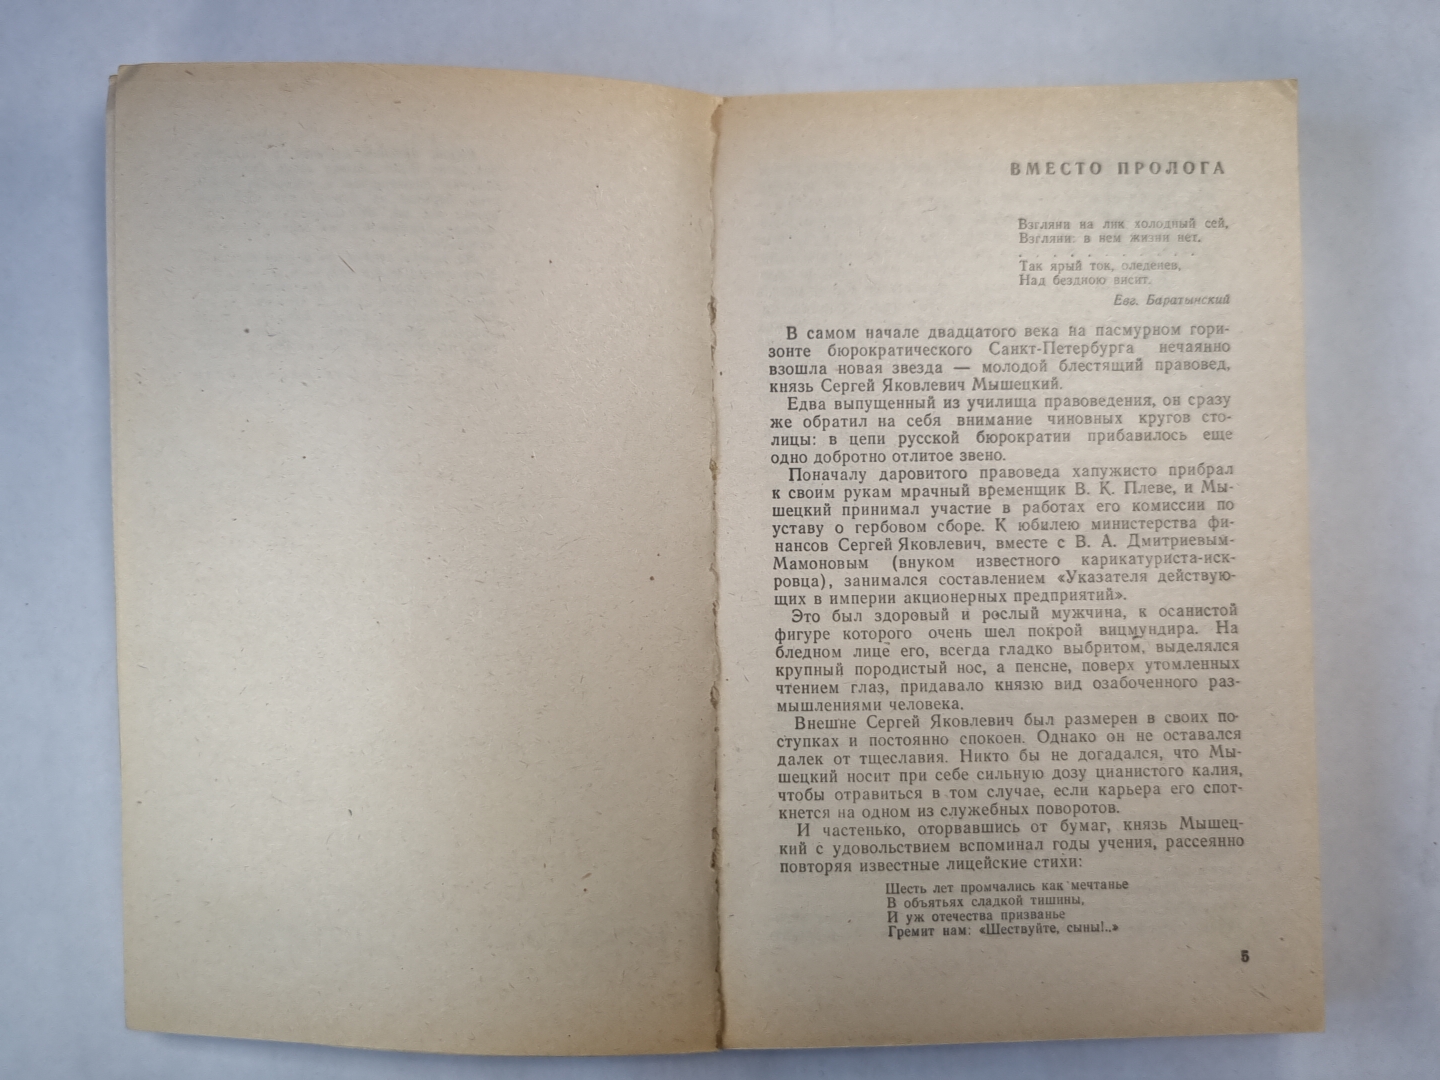 ВМЕСТО ПРОЛОГА
Взгляни на лик холодный сей,
Взгляни: в нем жизни нет.
. . . . . . . . . . .
Так ярый ток, оледенев,
Над бездною висит.
Евг. Баратынский
В самом начале двадцатого века на пасмурном гори-
зонте бюрократического Санкт-Петербурга нечаянно
взошла новая звезда — молодой блестящий правовед,
князь Сергей Яковлевич Мышецкий.
Едва выпущенный из училища правоведения, он сразу
же обратил на себя внимание чиновных кругов сто-
лицы: в цепи русской бюрократии прибавилось еще
одно добротно отлитое звено.
Поначалу даровитого правоведа хапужисто прибрал
к своим рукам мрачный временщик В. К. Плеве, и Мы-
шецкий принимал участие в работах его комиссии по
уставу о гербовом сборе. К юбилею министерства фи-
нансов Сергей Яковлевич, вместе с В. А. Дмитриевым-
Мамоновым (внуком известного карикатуриста-иск-
ровца), занимался составлением «Указателя действую-
щих в империи акционерных предприятий».
Это был здоровый и рослый мужчина, к осанистой
фигуре которого очень шел покрой вицмундира. На
бледном лице его, всегда гладко выбритом, выделялся
крупный породистый нос, а пенсне, поверх утомленных
чтением глаз, придавало князю вид озабоченного раз-
мышлениями человека.
Внешне Сергей Яковлевич был размерен в своих по-
ступках и постоянно спокоен. Однако он не оставался
далек от тщеславия. Никто бы не догадался, что Мы-
шецкий носит при себе сильную дозу цианистого калия,
чтобы отравиться в том случае, если карьера его спот-
кнется на одном из служебных поворотов.
И частенько, оторвавшись от бумаг, князь Мышец-
кий с удовольствием вспоминал годы учения, рассеянно
повторяя известные лицейские стихи:
Шесть лет промчались как мечтанье
В объятьях сладкой тишины,
И уж отечества призванье
Гремит нам: «Шествуйте, сыны!..»
5